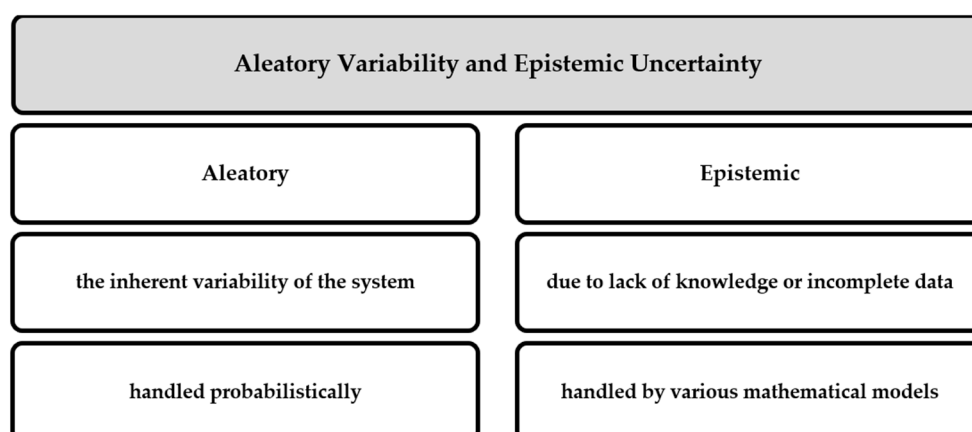 Aleatory Variability and Epistemic Uncertainty
Aleatory
Epistemic
the inherent variability of the system
due to lack of knowledge or incomplete data
handled probabilistically
handled by various mathematical models